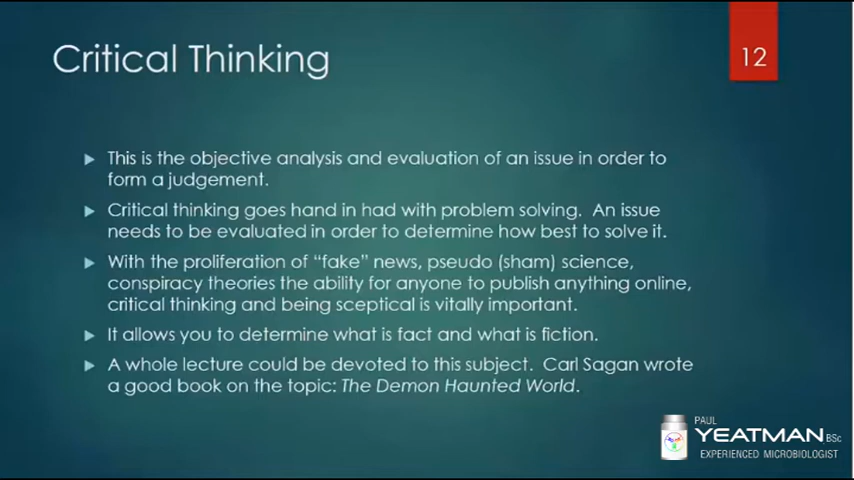 Critical Thinking
12
This is the objective analysis and evaluation of an issue in order to
form a judgement.
Critical thinking goes hand in had with problem solving. An issue
needs to be evaluated in order to determine how best to solve it.
With the proliferation of “fake” news, pseudo (sham) science,
conspiracy theories the ability for anyone to publish anything online,
critical thinking and being sceptical is vitally important.
It allows you to determine what is fact and what is fiction.
A whole lecture could be devoted to this subject. Carl Sagan wrote
a good book on the topic: The Demon Haunted World.
PAUL
YEATMAN BSc
EXPERIENCED MICROBIOLOGIST